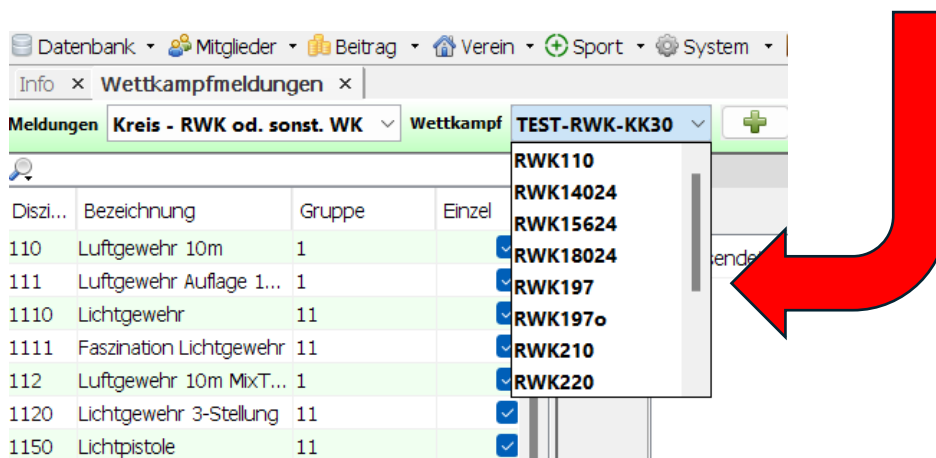 Datenbank Mitglieder Beitrag Verein Sport System
Info × Wettkampfmeldungen ×
Meldungen Kreis - RWK od. sonst. WK Wettkampf TEST-RWK-KK30
RWK110
RWK14024
RWK15624
RWK18024
RWK197
RWK197o
RWK210
RWK220
Diszi... Bezeichnung Gruppe Einzel
110 Luftgewehr 10m 1
111 Luftgewehr Auflage 1... 1
1110 Lichtgewehr 11
1111 Faszination Lichtgewehr 11
112 Luftgewehr 10m MixT... 1
1120 Lichtgewehr 3-Stellung 11
1150 Lichtpistole 11